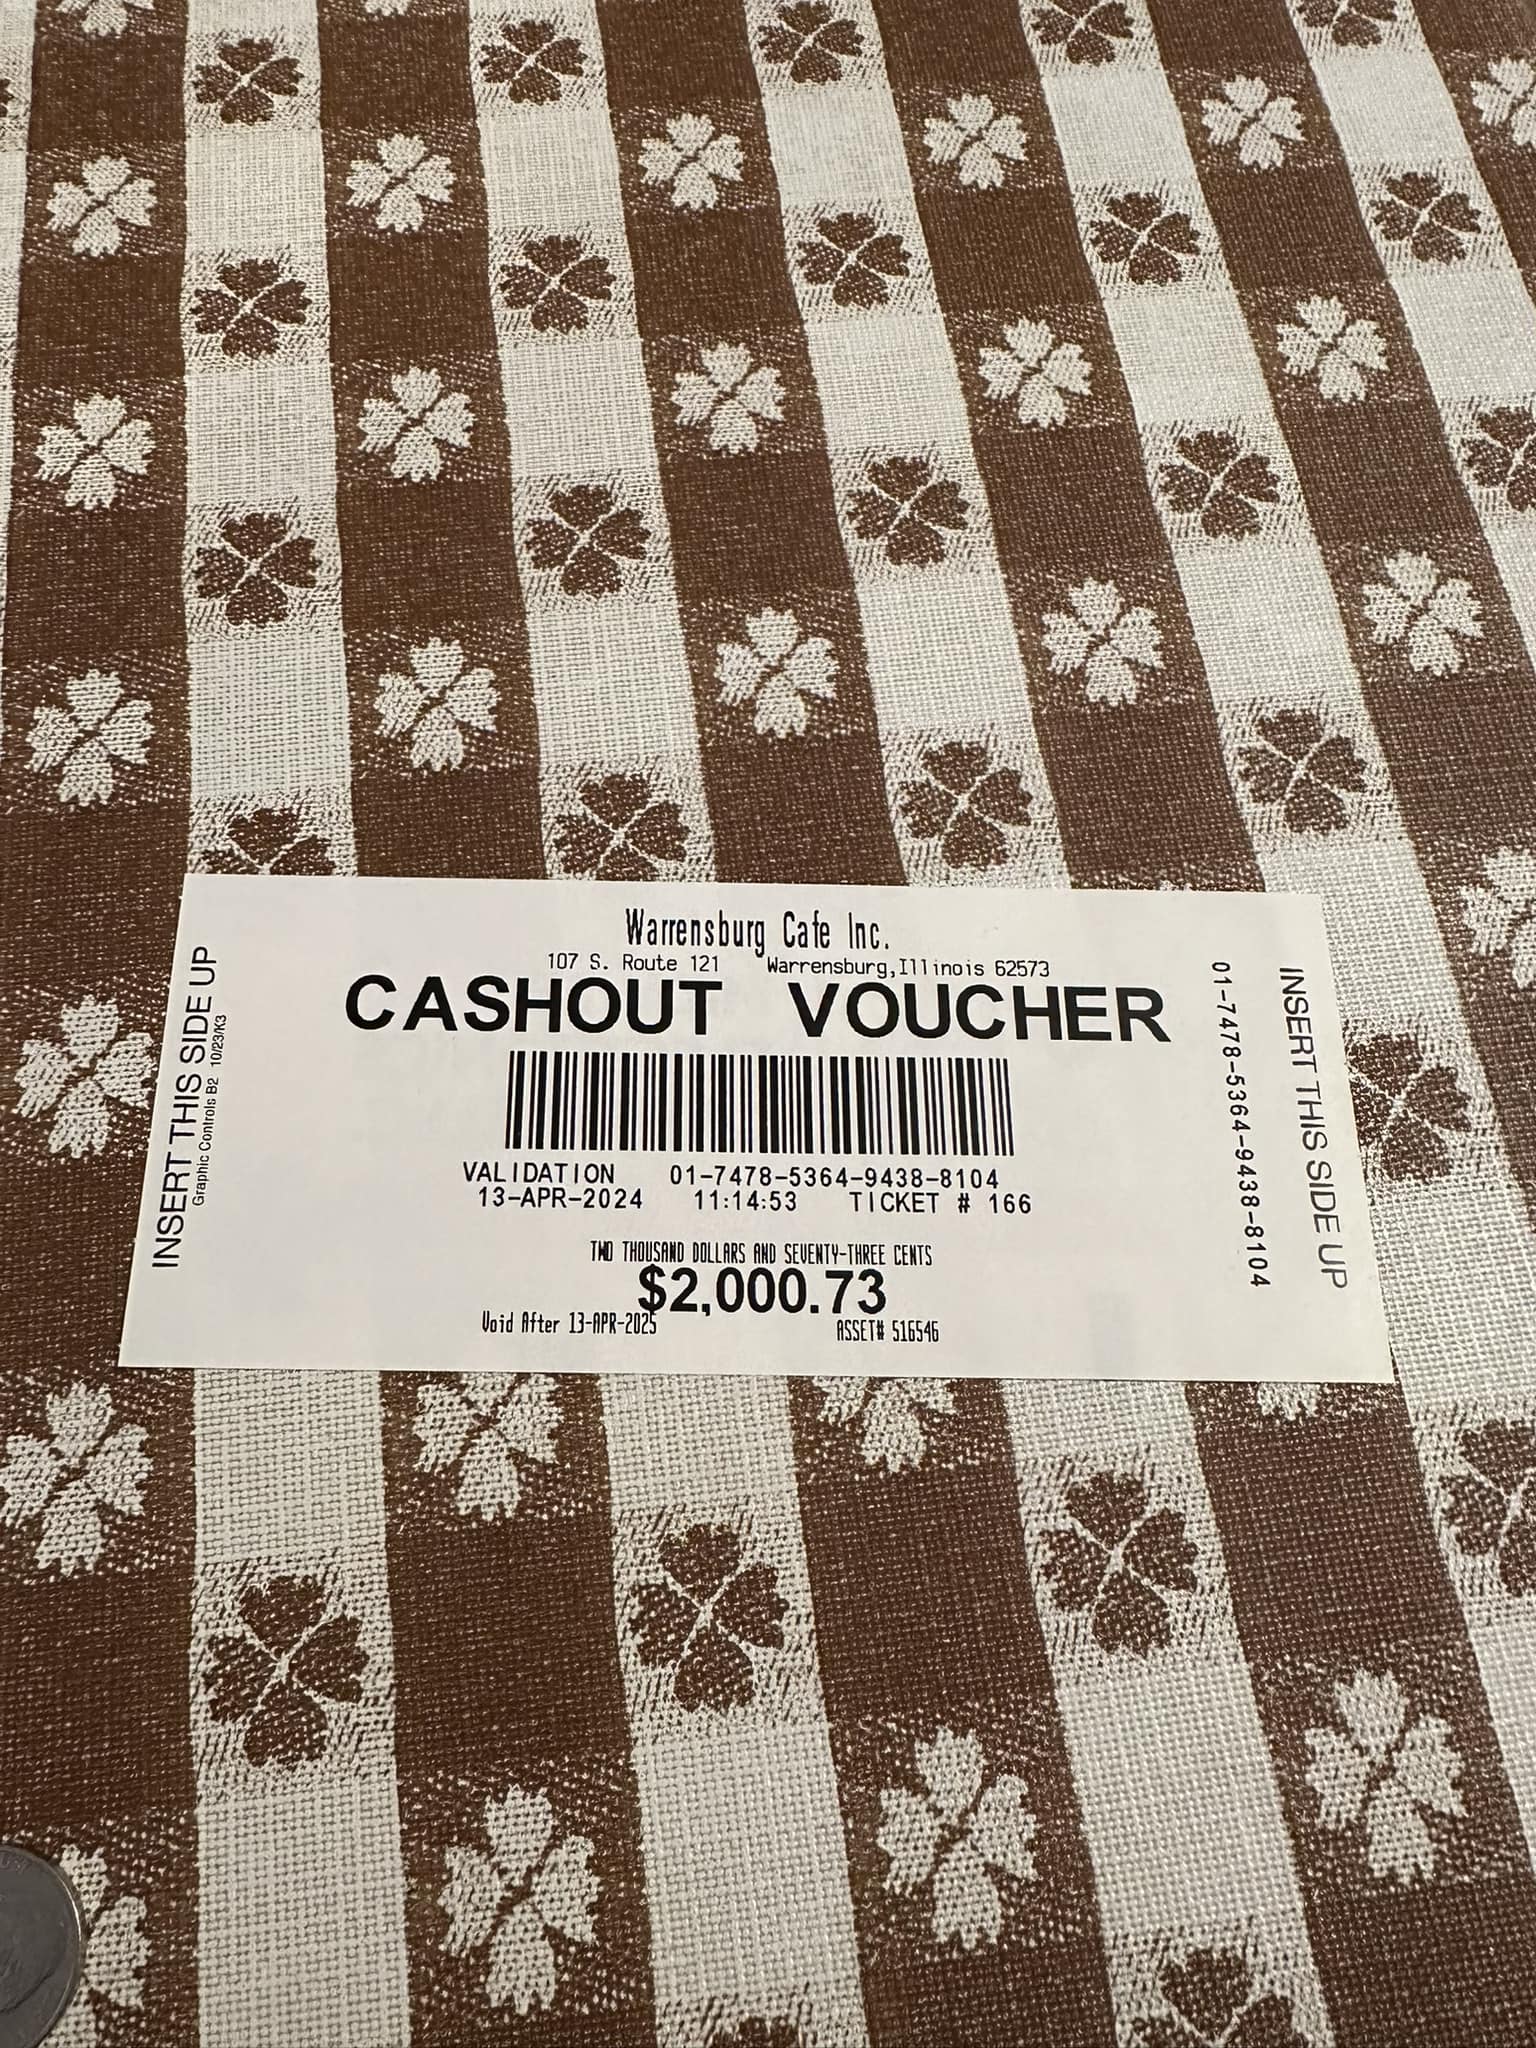 Warrensburg Cafe Inc.
107 S. Route 121 Warrensburg,Illinois 62573
CASHOUT VOUCHER
VALIDATION 01-7478-5364-9438-8104
13-APR-2024 11:14:53 TICKET # 166
TWO THOUSAND DOLLARS AND SEVENTY-THREE CENTS
$2,000.73
Void After 13-APR-2025 ASSET# 516546
INSERT THIS SIDE UP
Graphic Controls B2 10/23/K3
01-7478-5364-9438-8104
INSERT THIS SIDE UP